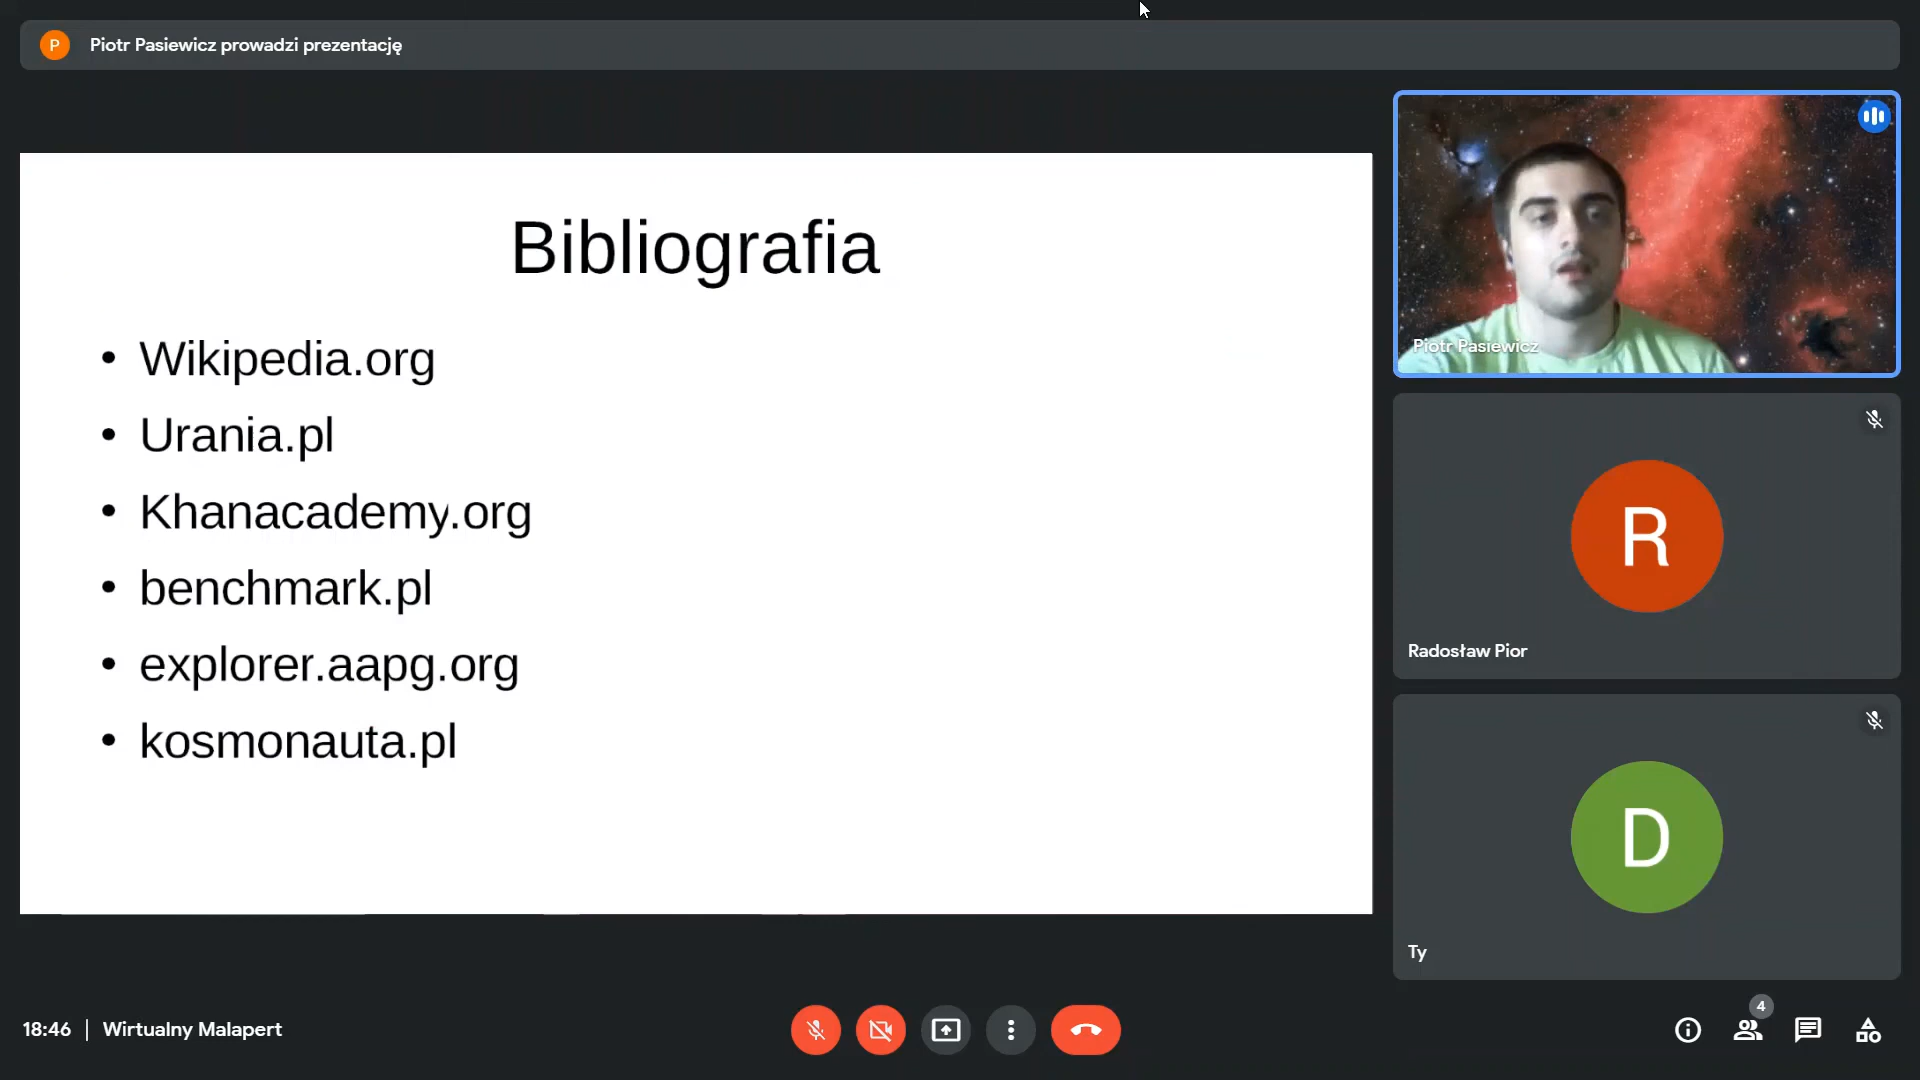 P
Piotr Pasiewicz prowadzi prezentację
Bibliografia
• Wikipedia.org
• Urania.pl
• Khanacademy.org
• benchmark.pl
• explorer.aapg.org
• kosmonauta.pl
Piotr Pasiewicz
R
Radosław Pior
D
Ty
18:46 | Wirtualny Malapert
4